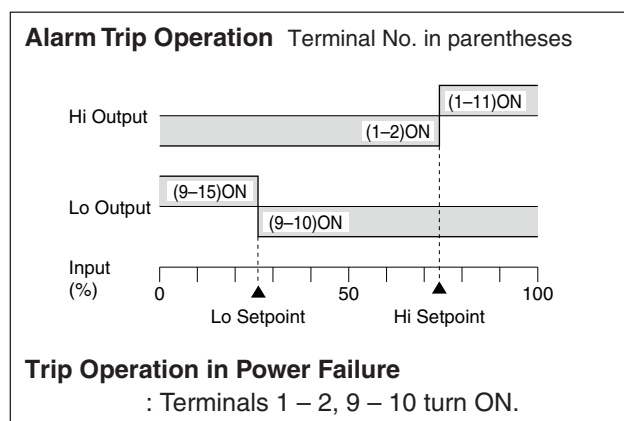 Alarm Trip Operation Terminal No. in parentheses
(1–11)ON
Hi Output
(1–2)ON
(9–15)ON
Lo Output
(9–10)ON
Input
(%)
0 50 100
Lo Setpoint Hi Setpoint
Trip Operation in Power Failure
: Terminals 1 – 2, 9 – 10 turn ON.